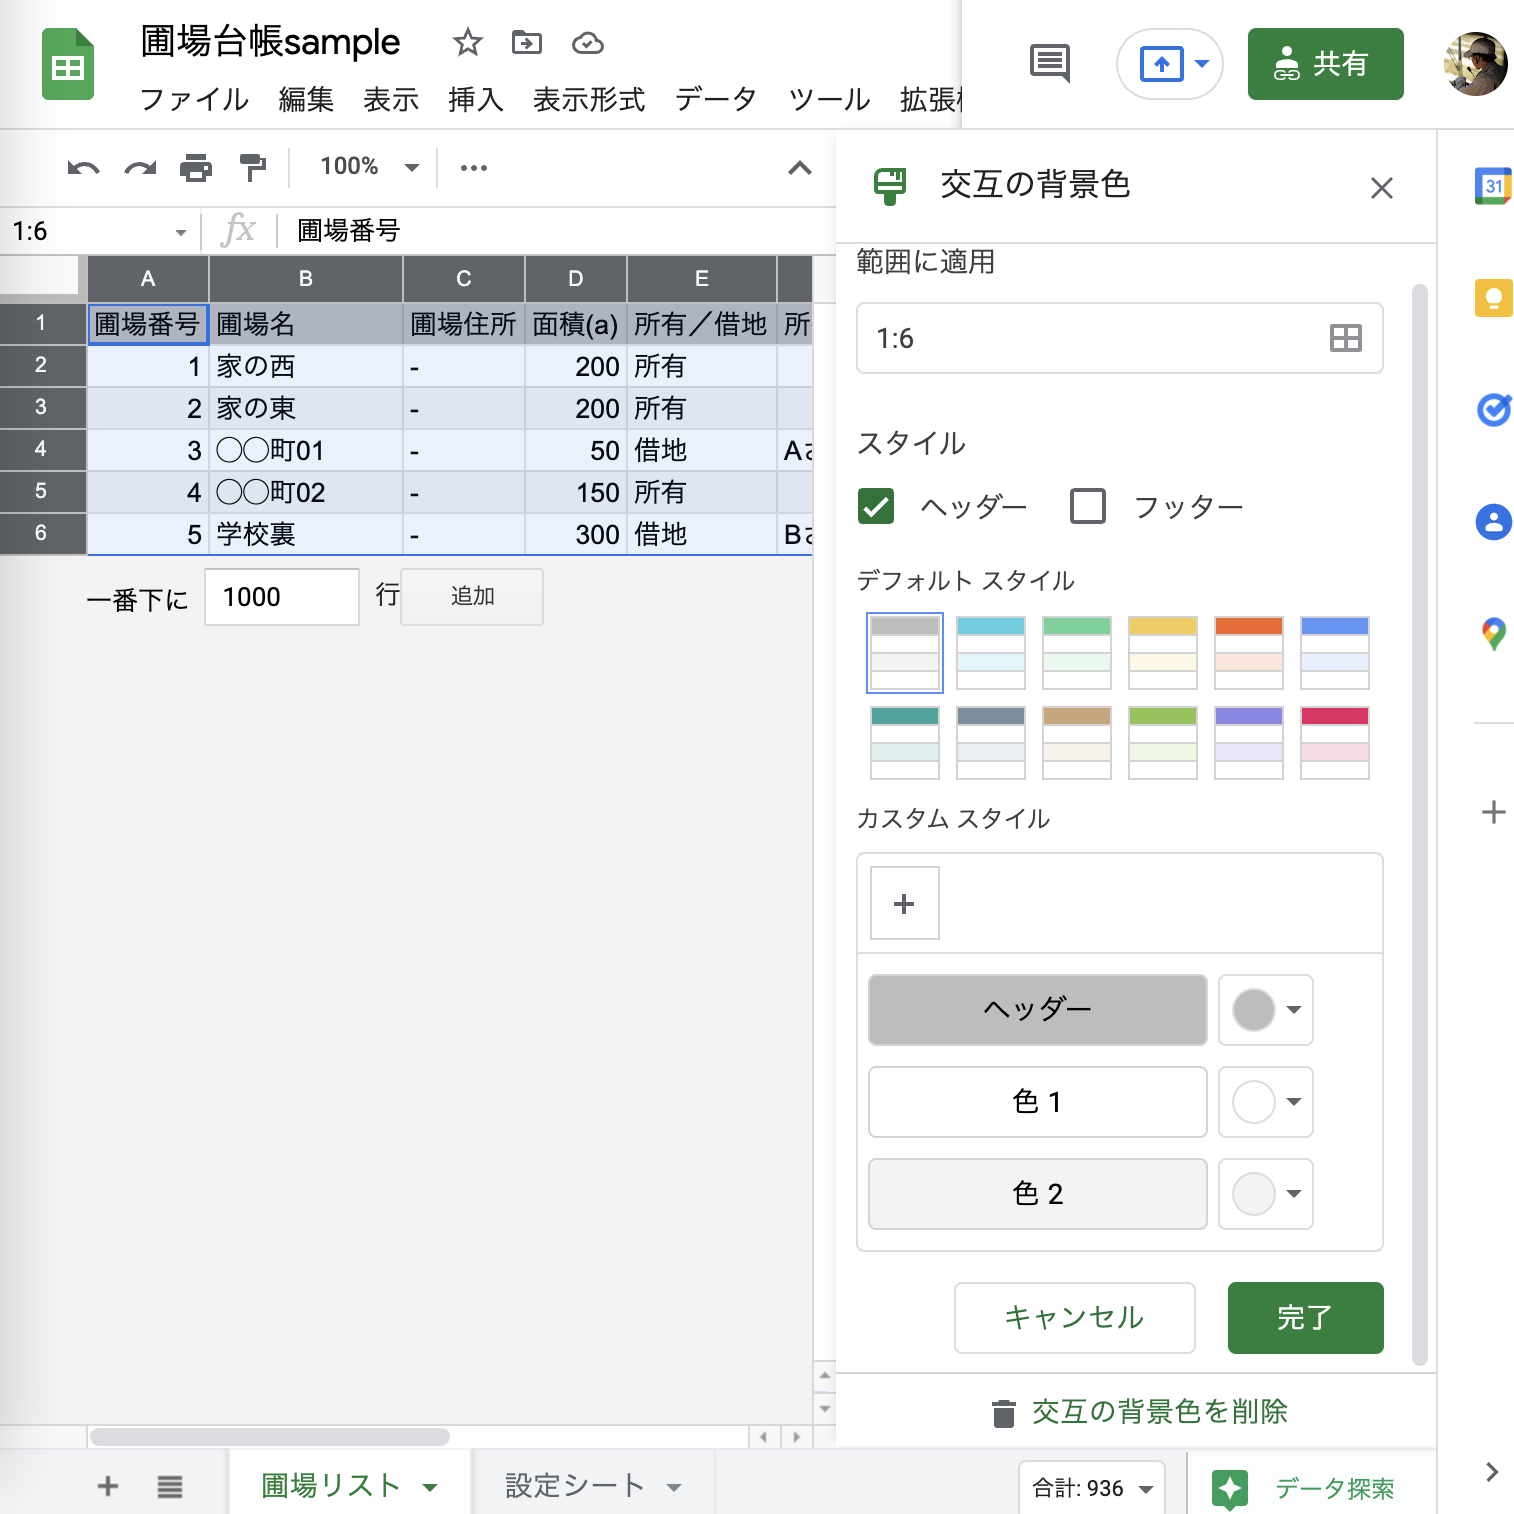 圃場台帳sample
ファイル 編集 表示 挿入 表示形式 データ ツール 拡張
共有
100%
1:6
fx
圃場番号
A B C D E
1 圃場番号 圃場名 圃場住所 面積(a) 所有／借地 所
2 1 家の西 - 200 所有
3 2 家の東 - 200 所有
4 3 〇〇町01 - 50 借地 A
5 4 〇〇町02 - 150 所有
6 5 学校裏 - 300 借地 B
一番下に 1000 行 追加
交互の背景色
範囲に適用
1:6
スタイル
ヘッダー フッター
デフォルト スタイル
カスタム スタイル
+
ヘッダー
色 1
色 2
キャンセル 完了
交互の背景色を削除
31
圃場リスト 設定シート
合計: 936
データ探索